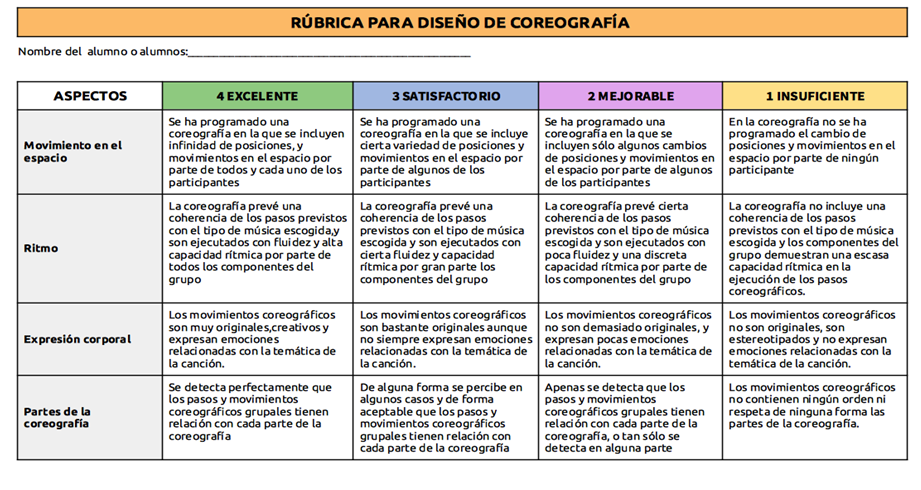 RÚBRICA PARA DISEÑO DE COREOGRAFÍA
Nombre del alumno o alumnos:______________________________
ASPECTOS
4 EXCELENTE
3 SATISFACTORIO
2 MEJORABLE
1 INSUFICIENTE
Movimiento en el
espacio
Se ha programado una
coreografía en la que se incluyen
infinidad de posiciones, y
movimientos en el espacio por
parte de todos y cada uno de los
participantes
Se ha programado una
coreografía en la que se incluye
cierta variedad de posiciones y
movimientos en el espacio por
parte de algunos de los
participantes
Se ha programado una
coreografía en la que se
incluyen sólo algunos cambios
de posiciones y movimientos en
el espacio por parte de algunos
de los participantes
En la coreografía no se ha
programado el cambio de
posiciones y movimientos en el
espacio por parte de ningún
participante
Ritmo
La coreografía prevé una
coherencia de los pasos previstos
con el tipo de música escogida,y
son ejecutados con fluidez y alta
capacidad rítmica por parte de
todos los componentes del
grupo
La coreografía prevé una
coherencia de los pasos
previstos con el tipo de música
escogida y son ejecutados con
cierta fluidez y capacidad
rítmica por gran parte los
componentes del grupo
La coreografía prevé cierta
coherencia de los pasos
previstos con el tipo de música
escogida y son ejecutados con
poca fluidez y una discreta
capacidad rítmica por parte de
los componentes del grupo
La coreografía no incluye una
coherencia de los pasos
previstos con el tipo de música
escogida y los componentes del
grupo demuestran una escasa
capacidad rítmica en la
ejecución de los pasos
coreográficos.
Expresión corporal
Los movimientos coreográficos
son muy originales,creativos y
expresan emociones
relacionadas con la temática de
la canción.
Los movimientos coreográficos
son bastante originales aunque
no siempre expresan emociones
relacionadas con la temática de
la canción.
Los movimientos coreográficos
no son demasiado originales, y
expresan pocas emociones
relacionadas con la temática de
la canción.
Los movimientos coreográficos
no son originales, son
estereotipados y no expresan
emociones relacionadas con la
temática de la canción.
Partes de la
coreografía
Se detecta perfectamente que
los pasos y movimientos
coreográficos grupales tienen
relación con cada parte de la
coreografía
De alguna forma se percibe en
algunos casos y de forma
aceptable que los pasos y
movimientos coreográficos
grupales tienen relación con
cada parte de la coreografía
Apenas se detecta que los
pasos y movimientos
coreográficos grupales tienen
relación con cada parte de la
coreografía, o tan sólo se
detecta en alguna parte
Los movimientos coreográficos
no contienen ningún orden ni
respeta de ninguna forma las
partes de la coreografía.